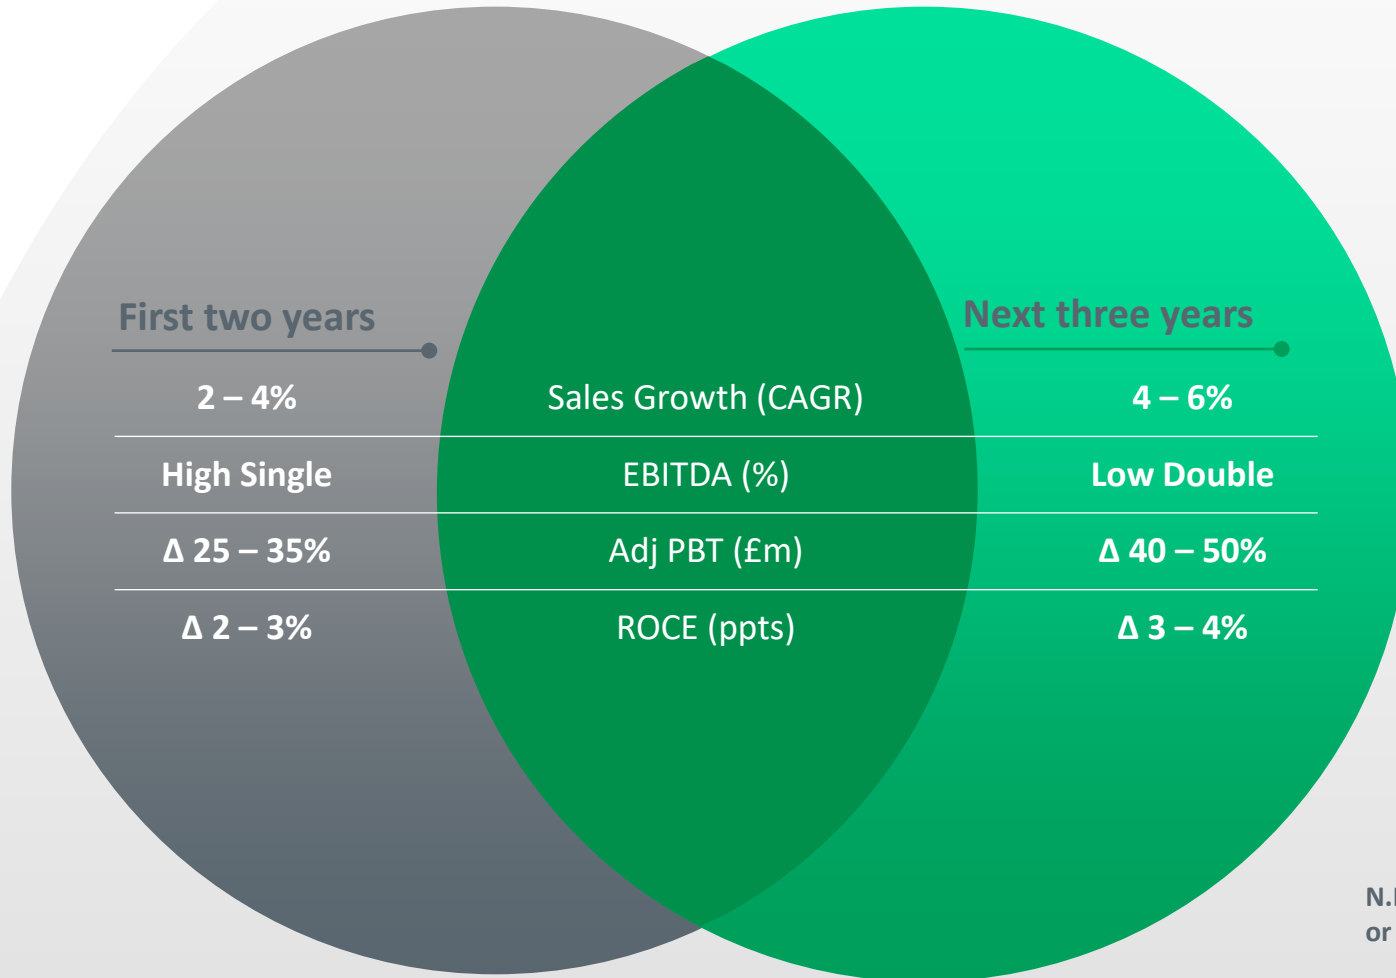 First two years
Next three years
2 – 4%
Sales Growth (CAGR)
4 – 6%
High Single
EBITDA (%)
Low Double
Δ 25 – 35%
Adj PBT (£m)
Δ 40 – 50%
Δ 2 – 3%
ROCE (ppts)
Δ 3 – 4%
or